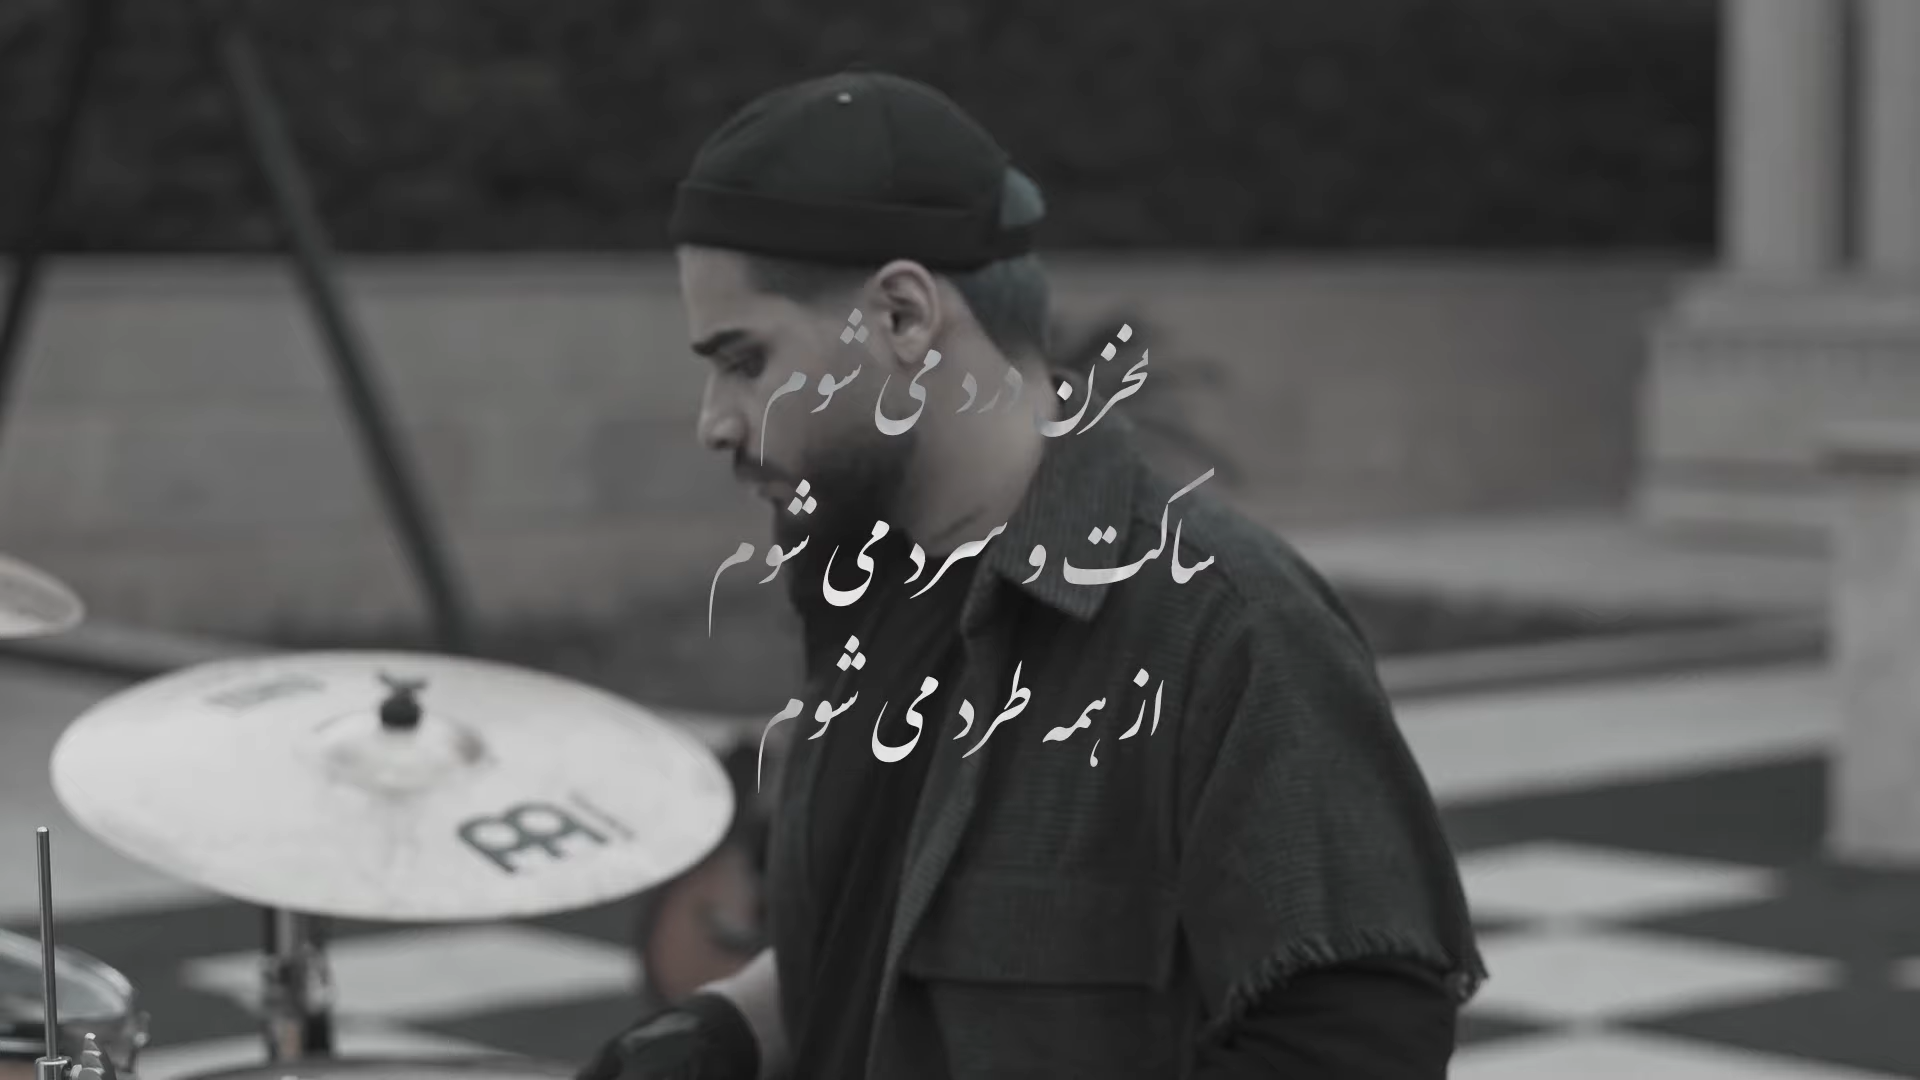 مخزن درد می شوم
ساکت و سرد می شوم
از همه طرد می شوم